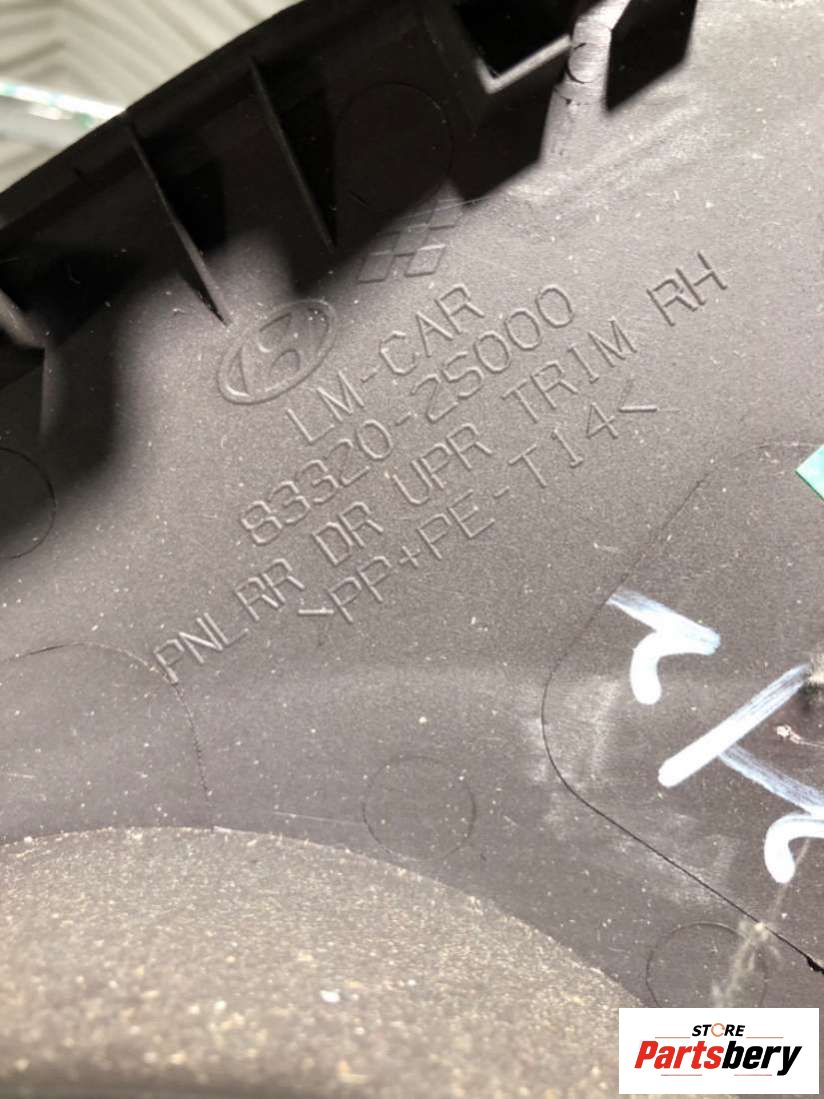 LM-CAR
83320-2S000
PNL RR DR UPR TRIM RH
>PP+PE-T14<
STORE
Partsbery